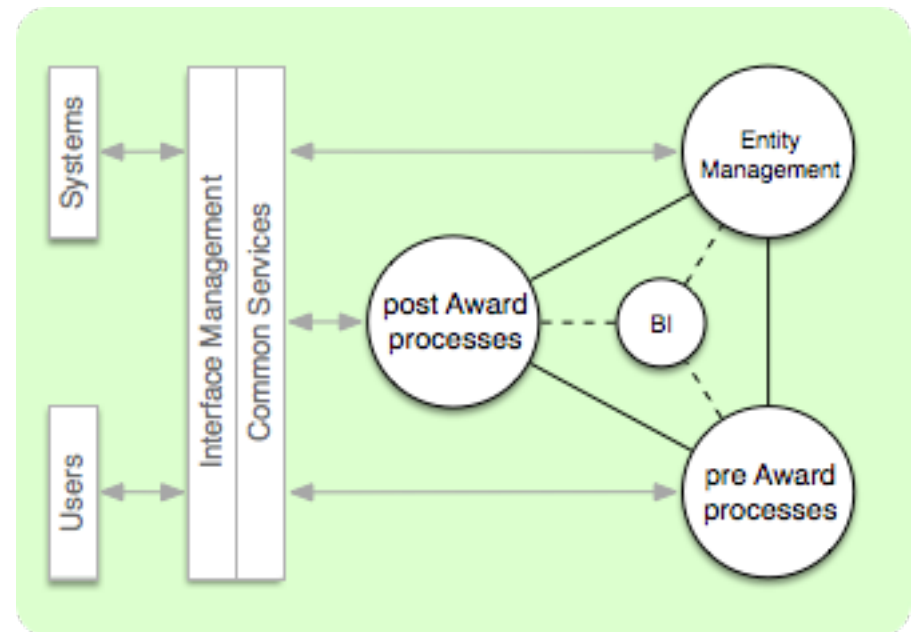 Systems
Users
Interface Management
Common Services
Entity
Management
post Award
processes
BI
pre Award
processes